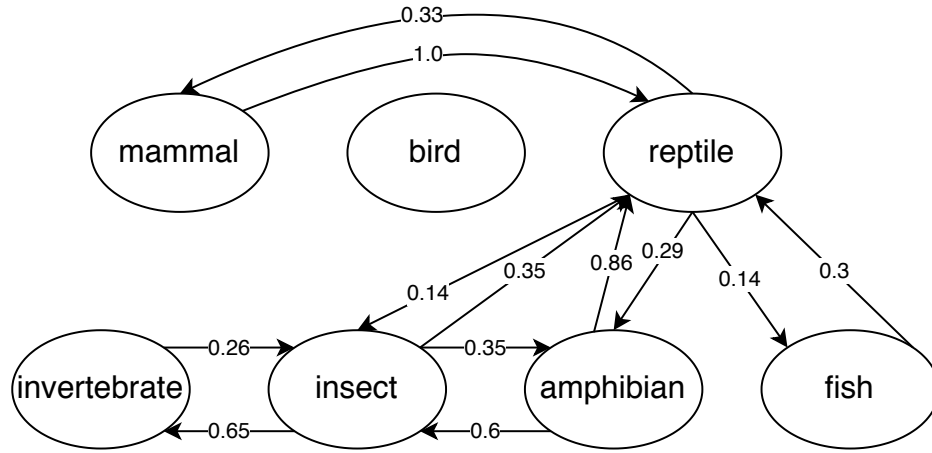 0.33
1.0
mammal
bird
reptile
0.14
0.35
0.86
0.29
0.14
0.3
invertebrate
0.26
insect
0.35
amphibian
fish
0.65
0.6